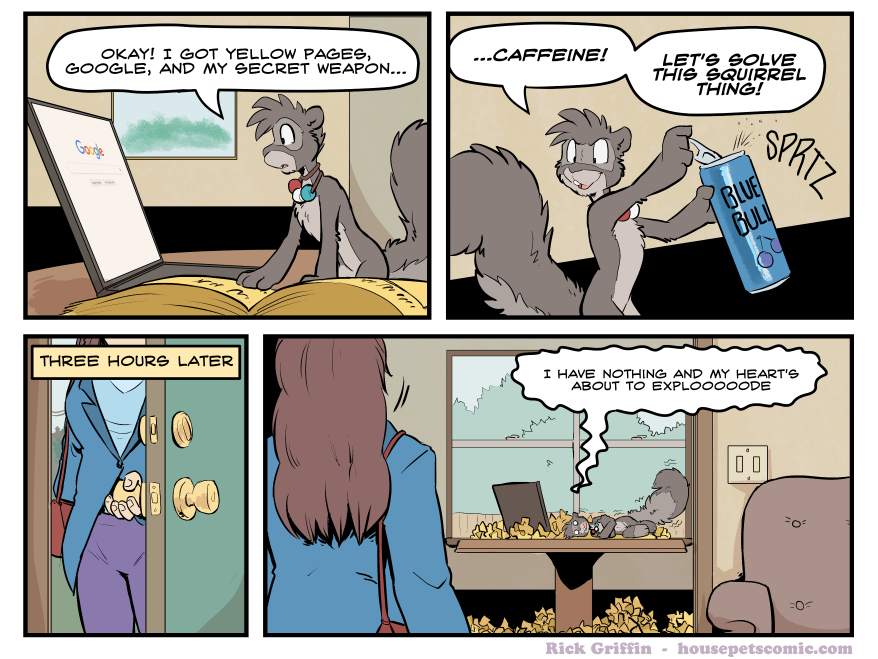 OKAY! I GOT YELLOW PAGES,
GOOGLE, AND MY SECRET WEAPON...
Google
...CAFFEINE!
LET'S SOLVE
THIS SQUIRREL
THING!
SPRTZ
BLUE
BULL
THREE HOURS LATER
I HAVE NOTHING AND MY HEART'S
ABOUT TO EXPLOOOOOODE
Rick Griffin - housepetscomic.com